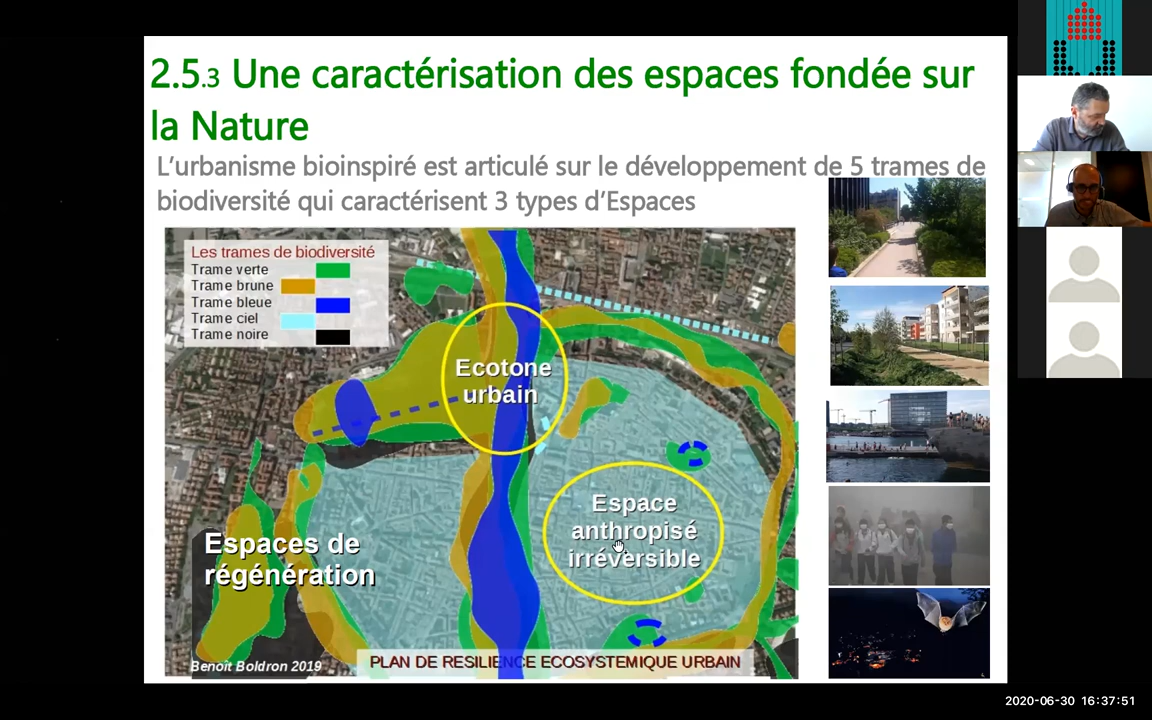 2.5.3 Une caractérisation des espaces fondée sur
la Nature
L'urbanisme bioinspiré est articulé sur le développement de 5 trames de
biodiversité qui caractérisent 3 types d'Espaces
Les trames de biodiversité
Trame verte
Trame brune
Trame bleue
Trame ciel
Trame noire
Ecotone
urbain
Espace
anthropisé
irréversible
Espaces de
régénération
Benoît Boldron 2019
PLAN DE RESILIENCE ECOSYSTEMIQUE URBAIN
2020-06-30 16:37:51